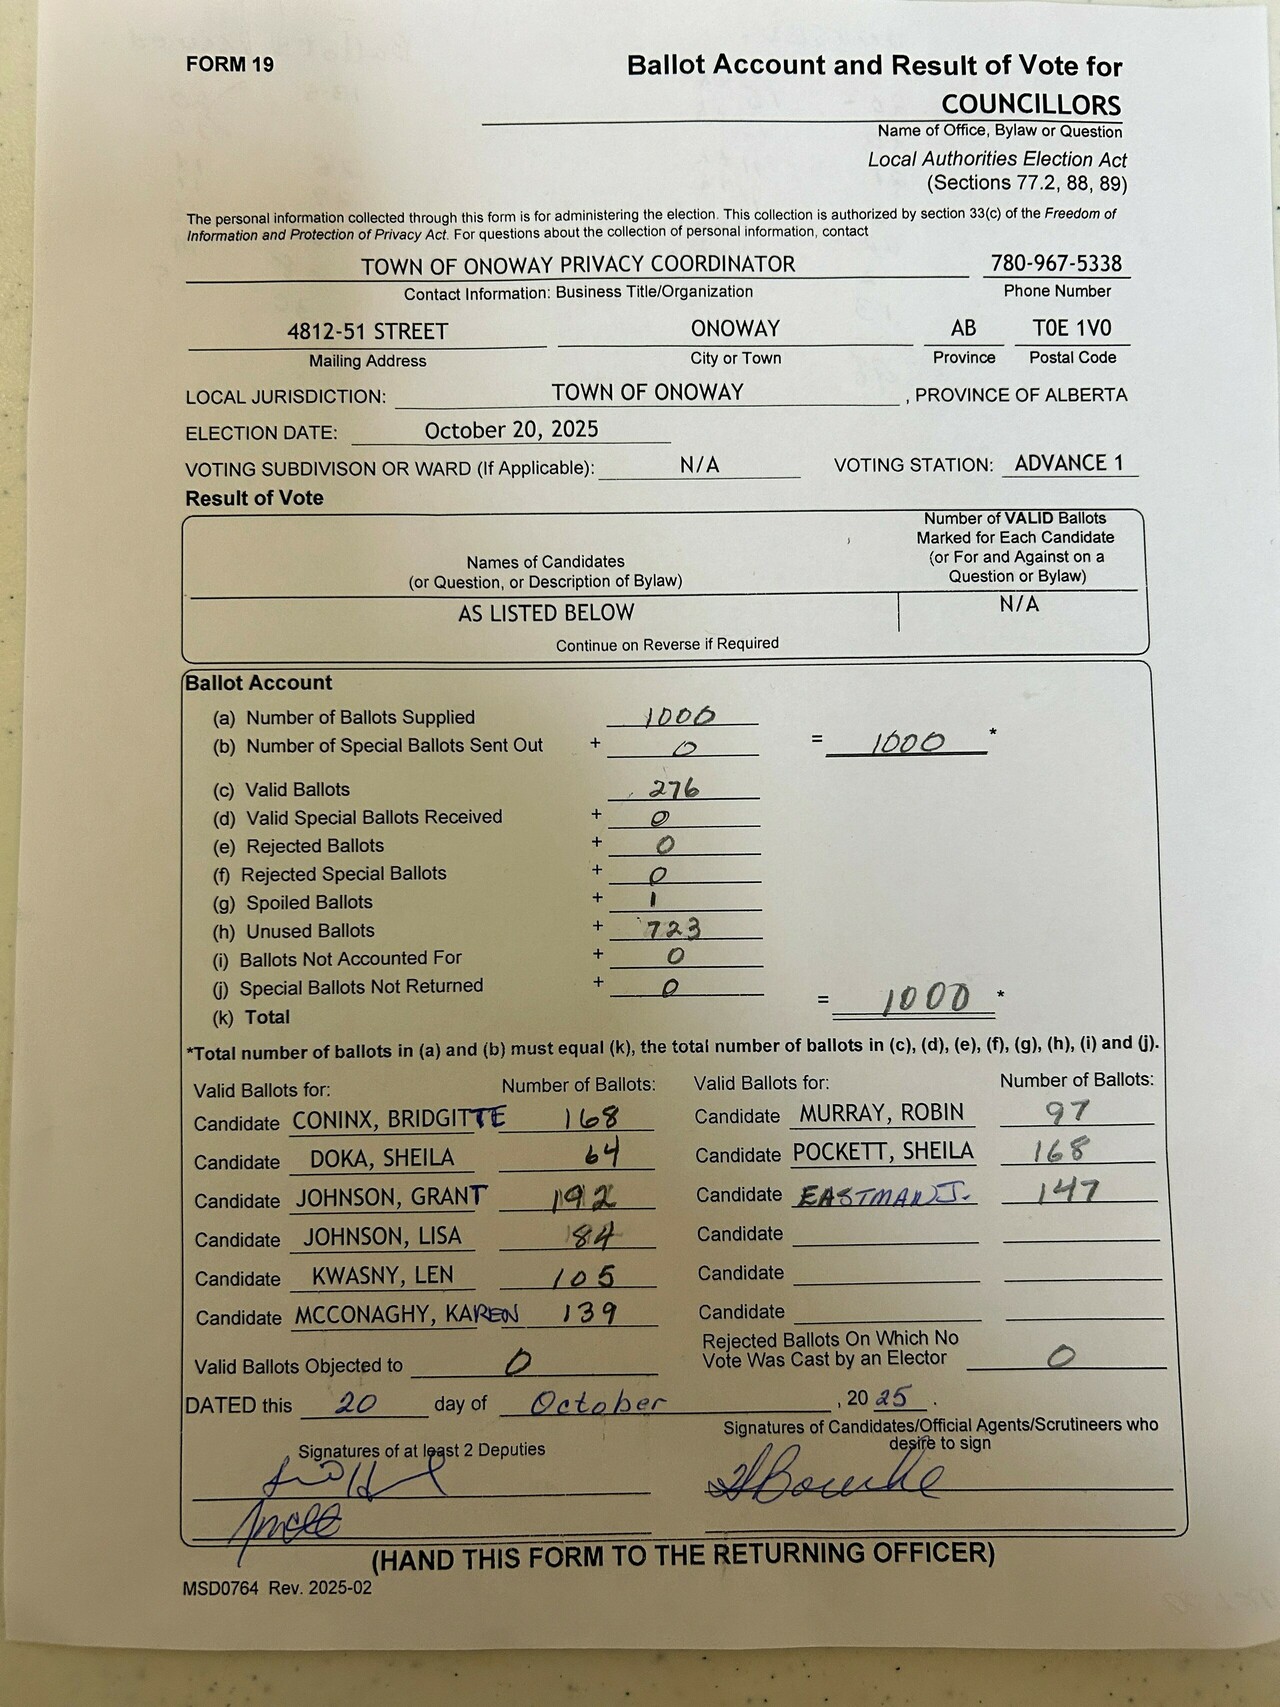 FORM 19
Ballot Account and Result of Vote for
COUNCILLORS
Name of Office, Bylaw or Question
Local Authorities Election Act
(Sections 77.2, 88, 89)
The personal information collected through this form is for administering the election. This collection is authorized by section 33(c) of the Freedom of
Information and Protection of Privacy Act. For questions about the collection of personal information, contact
TOWN OF ONOWAY PRIVACY COORDINATOR 780-967-5338
Contact Information: Business Title/Organization Phone Number
4812-51 STREET ONOWAY AB T0E 1V0
Mailing Address City or Town Province Postal Code
LOCAL JURISDICTION: TOWN OF ONOWAY , PROVINCE OF ALBERTA
ELECTION DATE: October 20, 2025
VOTING SUBDIVISON OR WARD (If Applicable): N/A VOTING STATION: ADVANCE 1
Result of Vote
Names of Candidates
(or Question, or Description of Bylaw)
Number of VALID Ballots
Marked for Each Candidate
(or For and Against on a
Question or Bylaw)
AS LISTED BELOW N/A
Continue on Reverse if Required
Ballot Account
(a) Number of Ballots Supplied 1000
(b) Number of Special Ballots Sent Out + 0 = 1000 *
(c) Valid Ballots 276
(d) Valid Special Ballots Received + 0
(e) Rejected Ballots + 0
(f) Rejected Special Ballots + 0
(g) Spoiled Ballots + 1
(h) Unused Ballots + 723
(i) Ballots Not Accounted For + 0
(j) Special Ballots Not Returned + 0
(k) Total = 1000 *
*Total number of ballots in (a) and (b) must equal (k), the total number of ballots in (c), (d), (e), (f), (g), (h), (i) and (j).
Valid Ballots for: Number of Ballots: Valid Ballots for: Number of Ballots:
Candidate CONINX, BRIDGITTE 168 Candidate MURRAY, ROBIN 97
Candidate DOKA, SHEILA 64 Candidate POCKETT, SHEILA 168
Candidate JOHNSON, GRANT 192 Candidate EASTMAN J. 147
Candidate JOHNSON, LISA 84 Candidate
Candidate KWASNY, LEN 105 Candidate
Candidate MCCONAGHY, KAREN 139 Candidate
Valid Ballots Objected to 0
Rejected Ballots On Which No
Vote Was Cast by an Elector 0
DATED this 20 day of October , 20 25 .
Signatures of at least 2 Deputies
Signatures of Candidates/Official Agents/Scrutineers who
desire to sign
Bourke
(HAND THIS FORM TO THE RETURNING OFFICER)
MSD0764 Rev. 2025-02